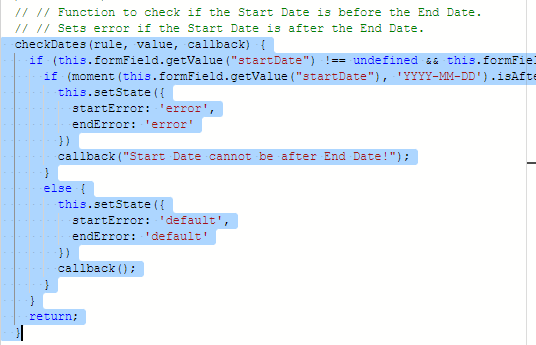 // // Function to check if the Start Date is before the End Date.
// // Sets error if the Start Date is after the End Date.
checkDates(rule, value, callback) {
if (this.formField.getValue("startDate") !== undefined && this.formFiel
if (moment(this.formField.getValue("startDate"), 'YYYY-MM-DD').isAfte
this.setState({
startError: 'error',
endError: 'error'
})
callback("Start Date cannot be after End Date!");
}
else {
this.setState({
startError: 'default',
endError: 'default'
})
callback();
}
}
return;
}